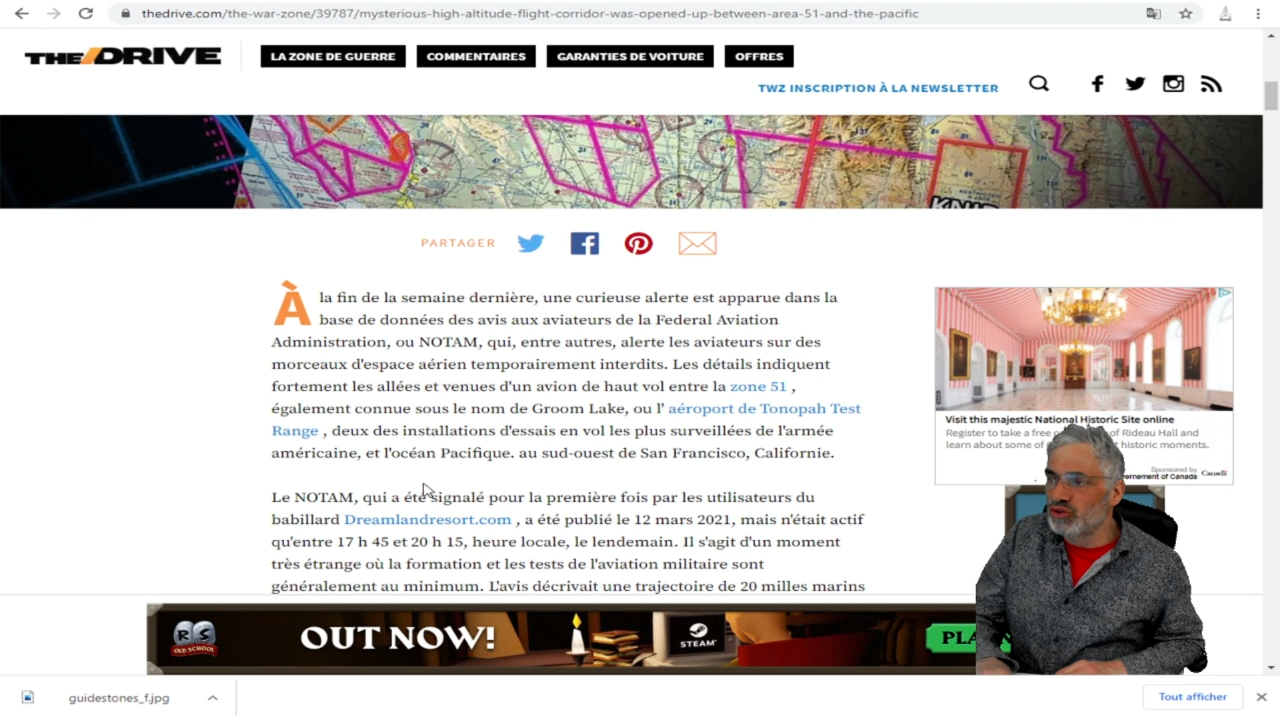 thedrive.com/the-war-zone/39787/mysterious-high-altitude-flight-corridor-was-opened-up-between-area-51-and-the-pacific
THE/DRIVE
LA ZONE DE GUERRE
COMMENTAIRES
GARANTIES DE VOITURE
OFFRES
TWZ INSCRIPTION À LA NEWSLETTER
PARTAGER
À la fin de la semaine dernière, une curieuse alerte est apparue dans la
base de données des avis aux aviateurs de la Federal Aviation
Administration, ou NOTAM, qui, entre autres, alerte les aviateurs sur des
morceaux d'espace aérien temporairement interdits. Les détails indiquent
fortement les allées et venues d'un avion de haut vol entre la zone 51 ,
également connue sous le nom de Groom Lake, ou l' aéroport de Tonopah Test
Range , deux des installations d'essais en vol les plus surveillées de l'armée
américaine, et l'océan Pacifique. au sud-ouest de San Francisco, Californie.
Le NOTAM, qui a été signalé pour la première fois par les utilisateurs du
babillard Dreamlandresort.com , a été publié le 12 mars 2021, mais n'était actif
qu'entre 17 h 45 et 20 h 15, heure locale, le lendemain. Il s'agit d'un moment
très étrange où la formation et les tests de l'aviation militaire sont
généralement au minimum. L'avis décrivait une trajectoire de 20 milles marins
Visit this majestic National Historic Site online
Register to take a free of Rideau Hall and
learn about some of historic moments.
Sponsored by
Canada
RS
OLD SCHOOL
OUT NOW!
STEAM
guidestones_f.jpg
Tout afficher